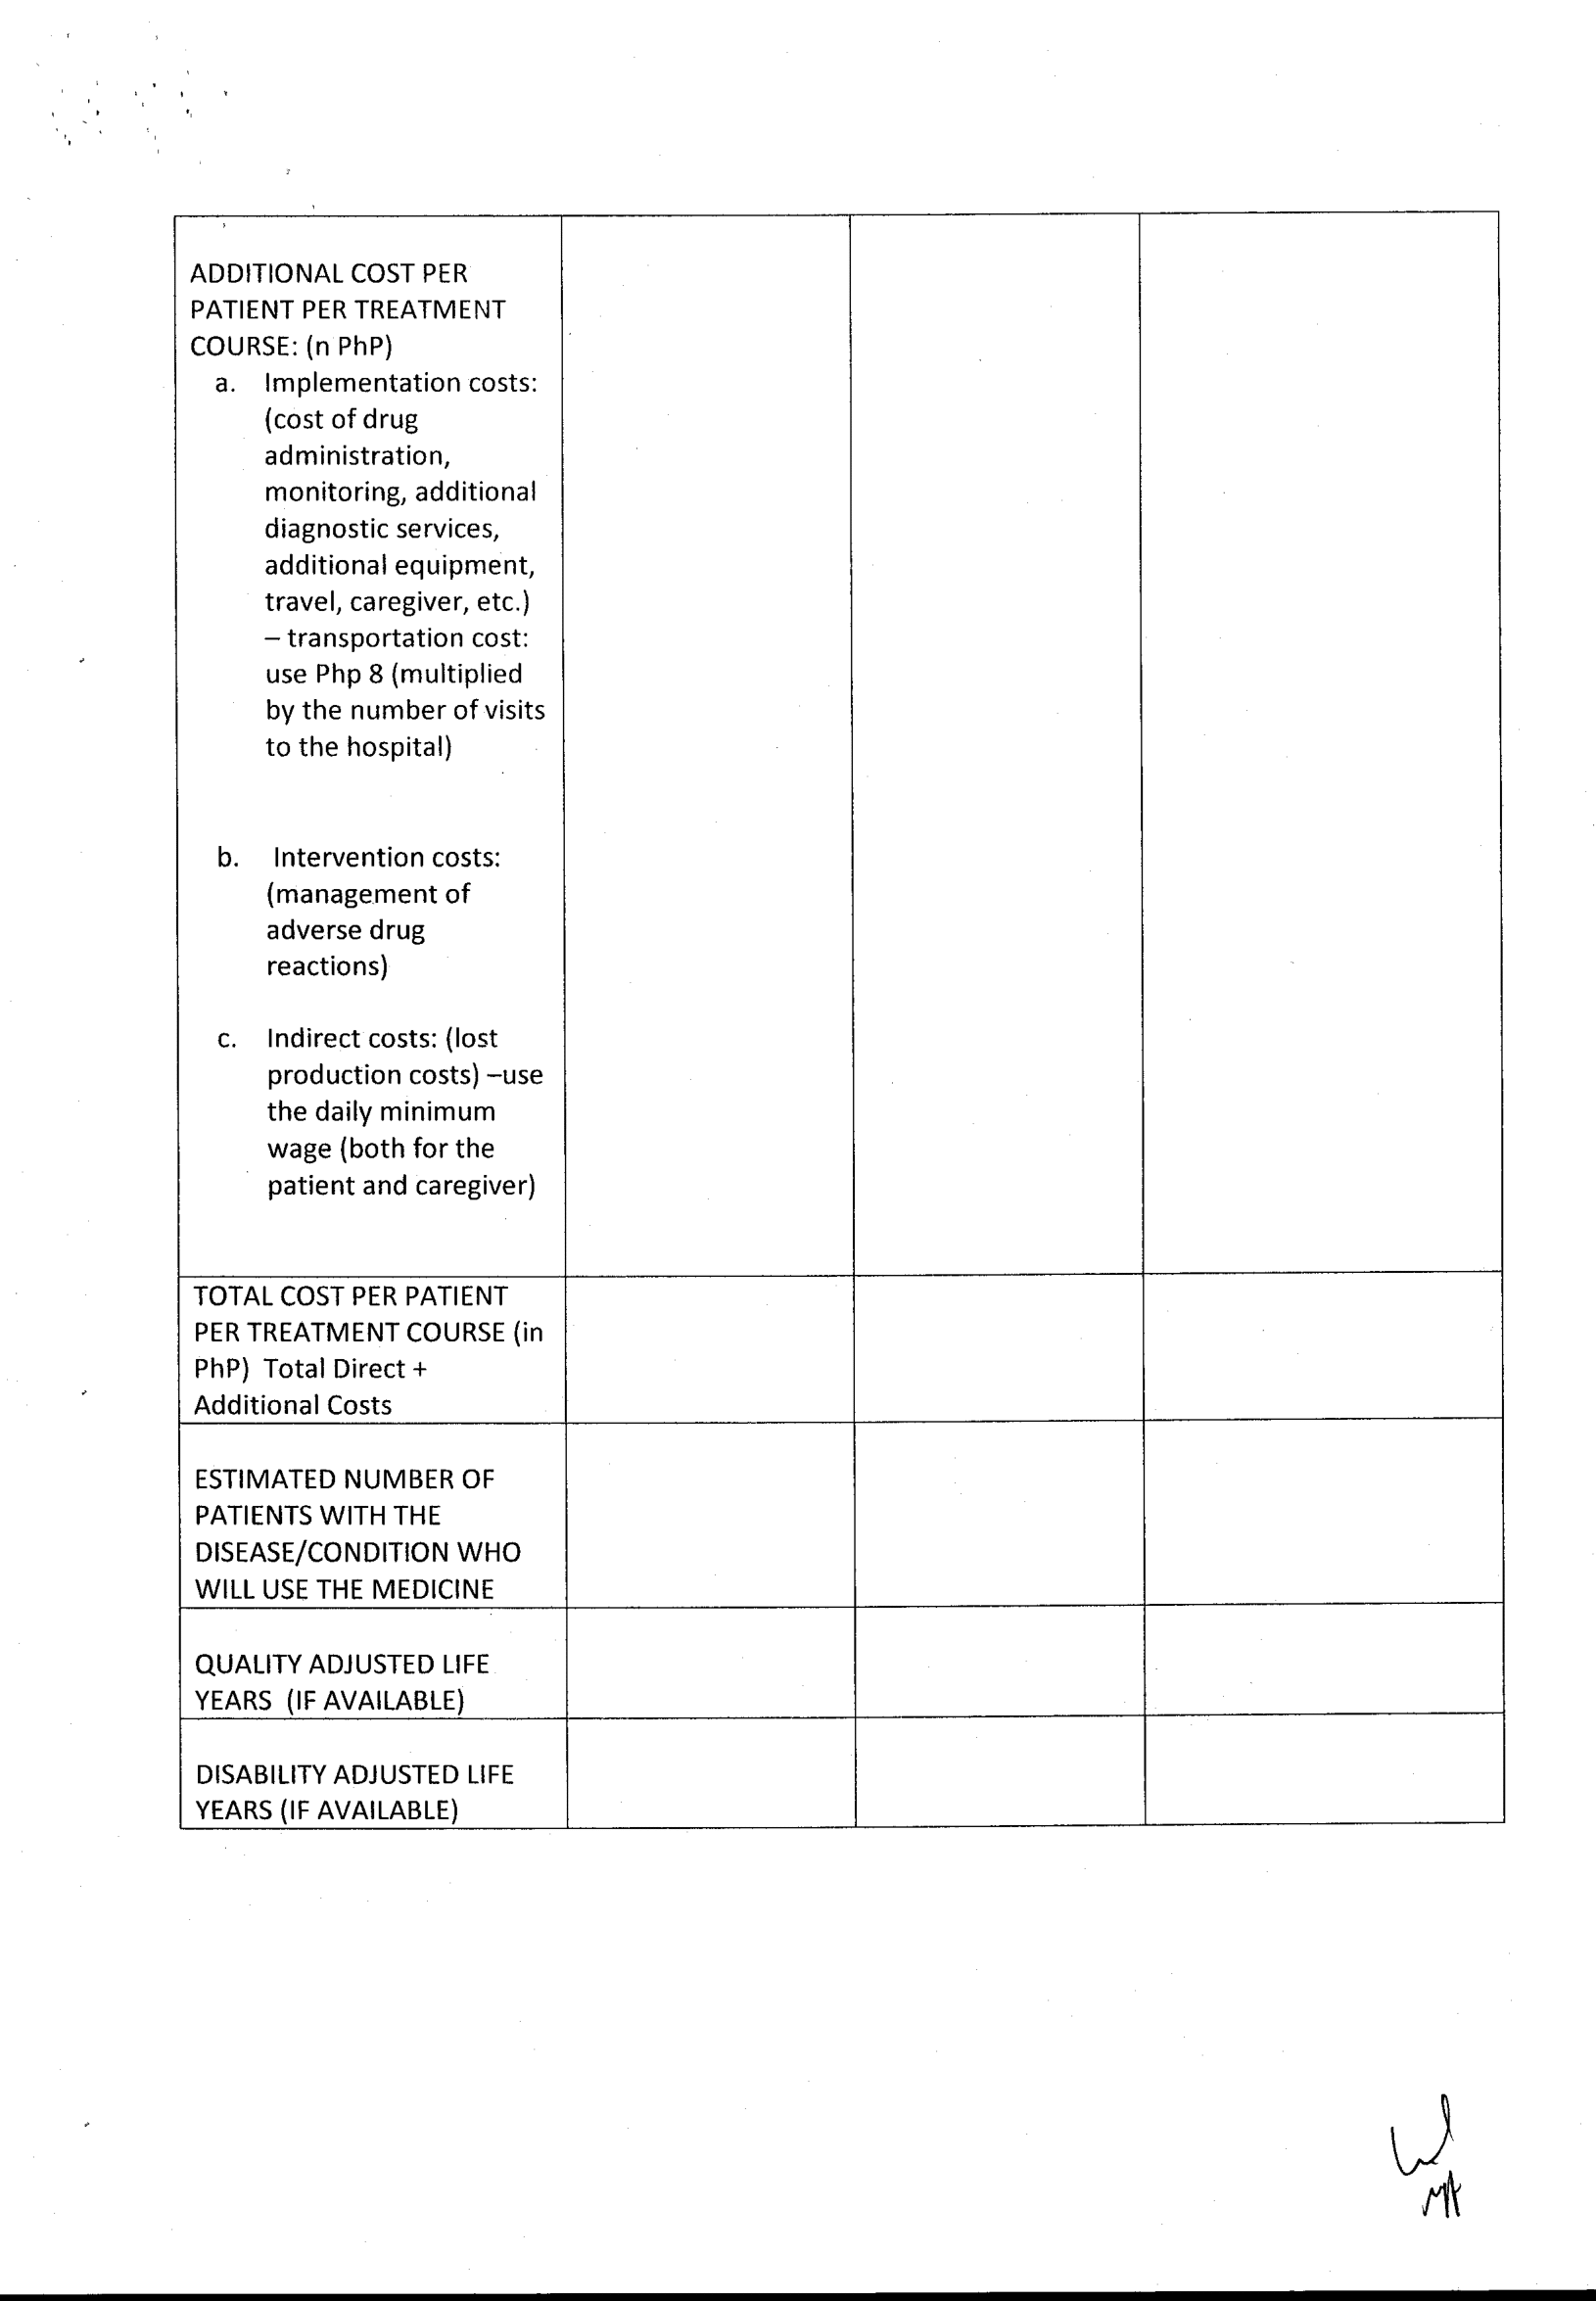 ADDITIONAL COST PER
PATIENT PER TREATMENT
COURSE: (n PhP)
a. Implementation costs:
(cost of drug
administration,
monitoring, additional
diagnostic services,
additional equipment,
travel, caregiver, etc.)
– transportation cost:
use Php 8 (multiplied
by the number of visits
to the hospital)
b. Intervention costs:
(management of
adverse drug
reactions)
c. Indirect costs: (lost
production costs) –use
the daily minimum
wage (both for the
patient and caregiver)
TOTAL COST PER PATIENT
PER TREATMENT COURSE (in
PhP) Total Direct +
Additional Costs
ESTIMATED NUMBER OF
PATIENTS WITH THE
DISEASE/CONDITION WHO
WILL USE THE MEDICINE
QUALITY ADJUSTED LIFE
YEARS (IF AVAILABLE)
DISABILITY ADJUSTED LIFE
YEARS (IF AVAILABLE)